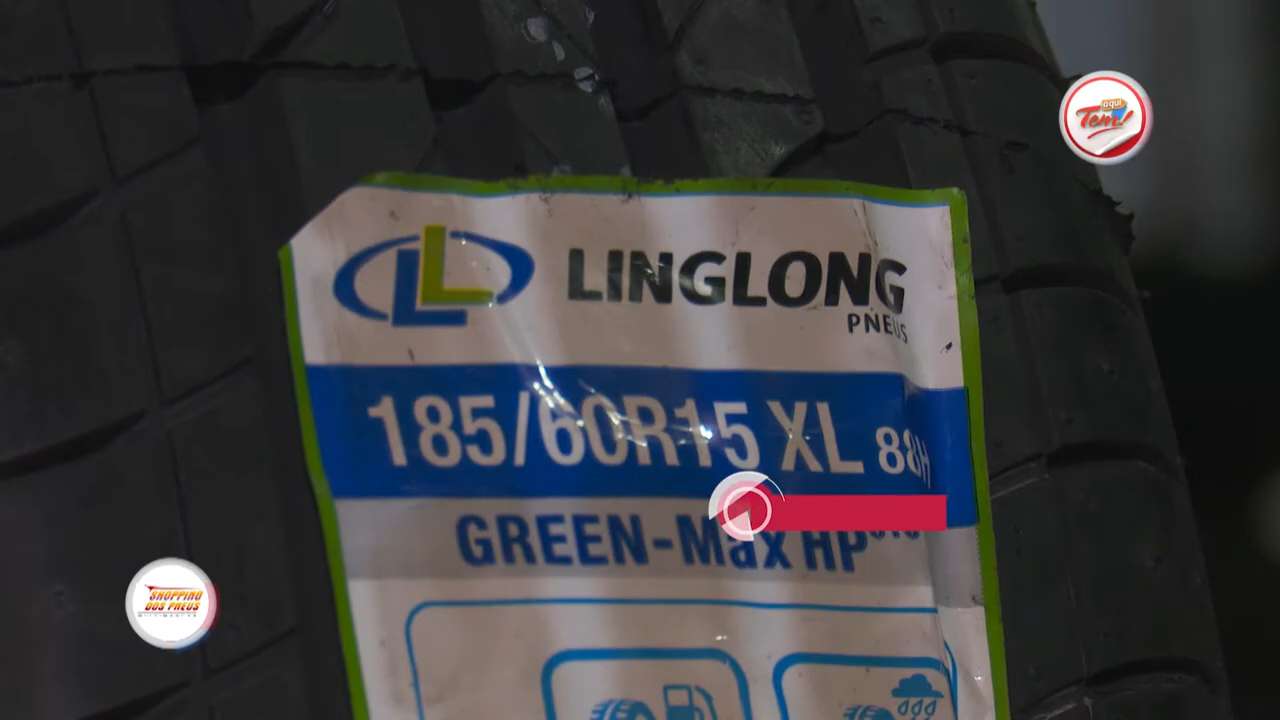 aqui
Tem!
LINGLONG
PNEUS
185/60R15 XL 88H
GREEN-Max HP
SHOPPING
DOS PNEUS